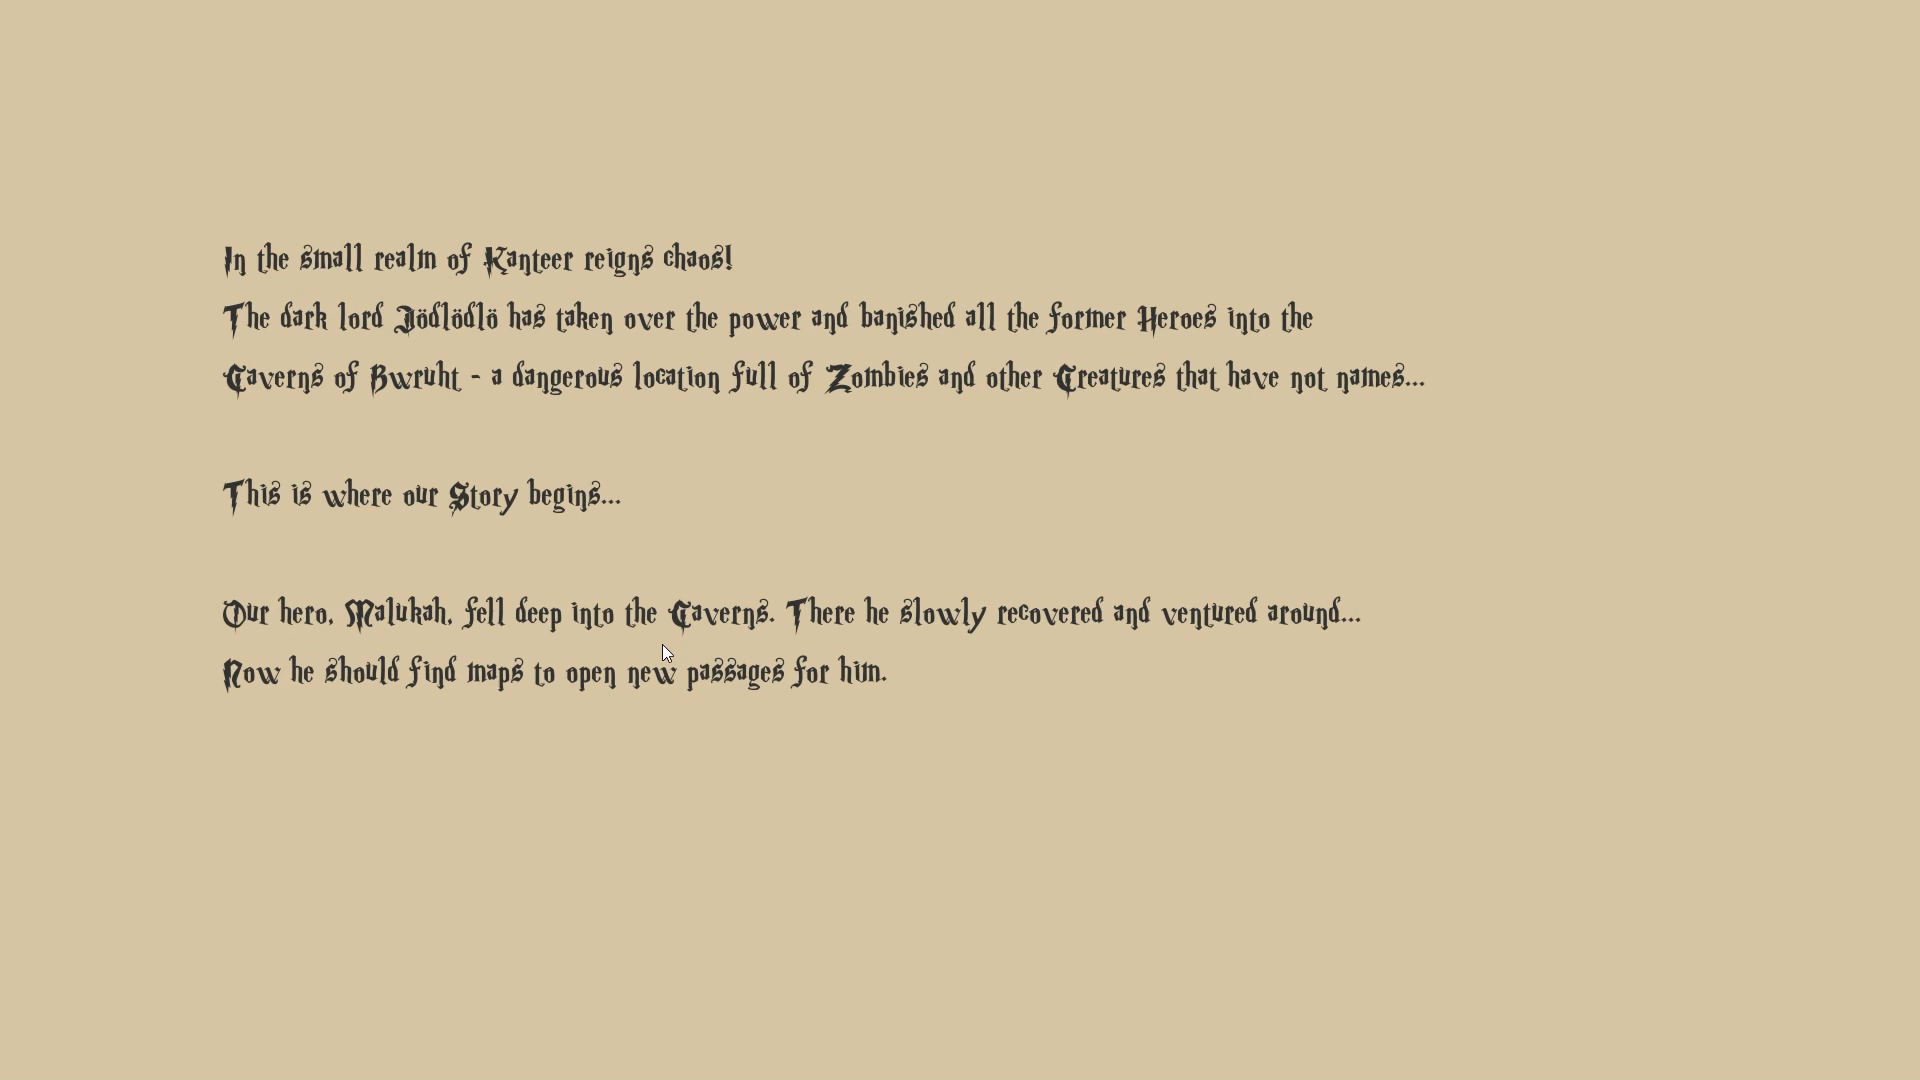 In the small realm of Kanteer reigns chaos!
The dark lord Jödlödlö has taken over the power and banished all the former Heroes into the
Caverns of Bwruht - a dangerous location full of Zombies and other Creatures that have not names...
This is where our Story begins...
Our hero, Malukah, fell deep into the Caverns. There he slowly recovered and ventured around...
Now he should find maps to open new passages for him.